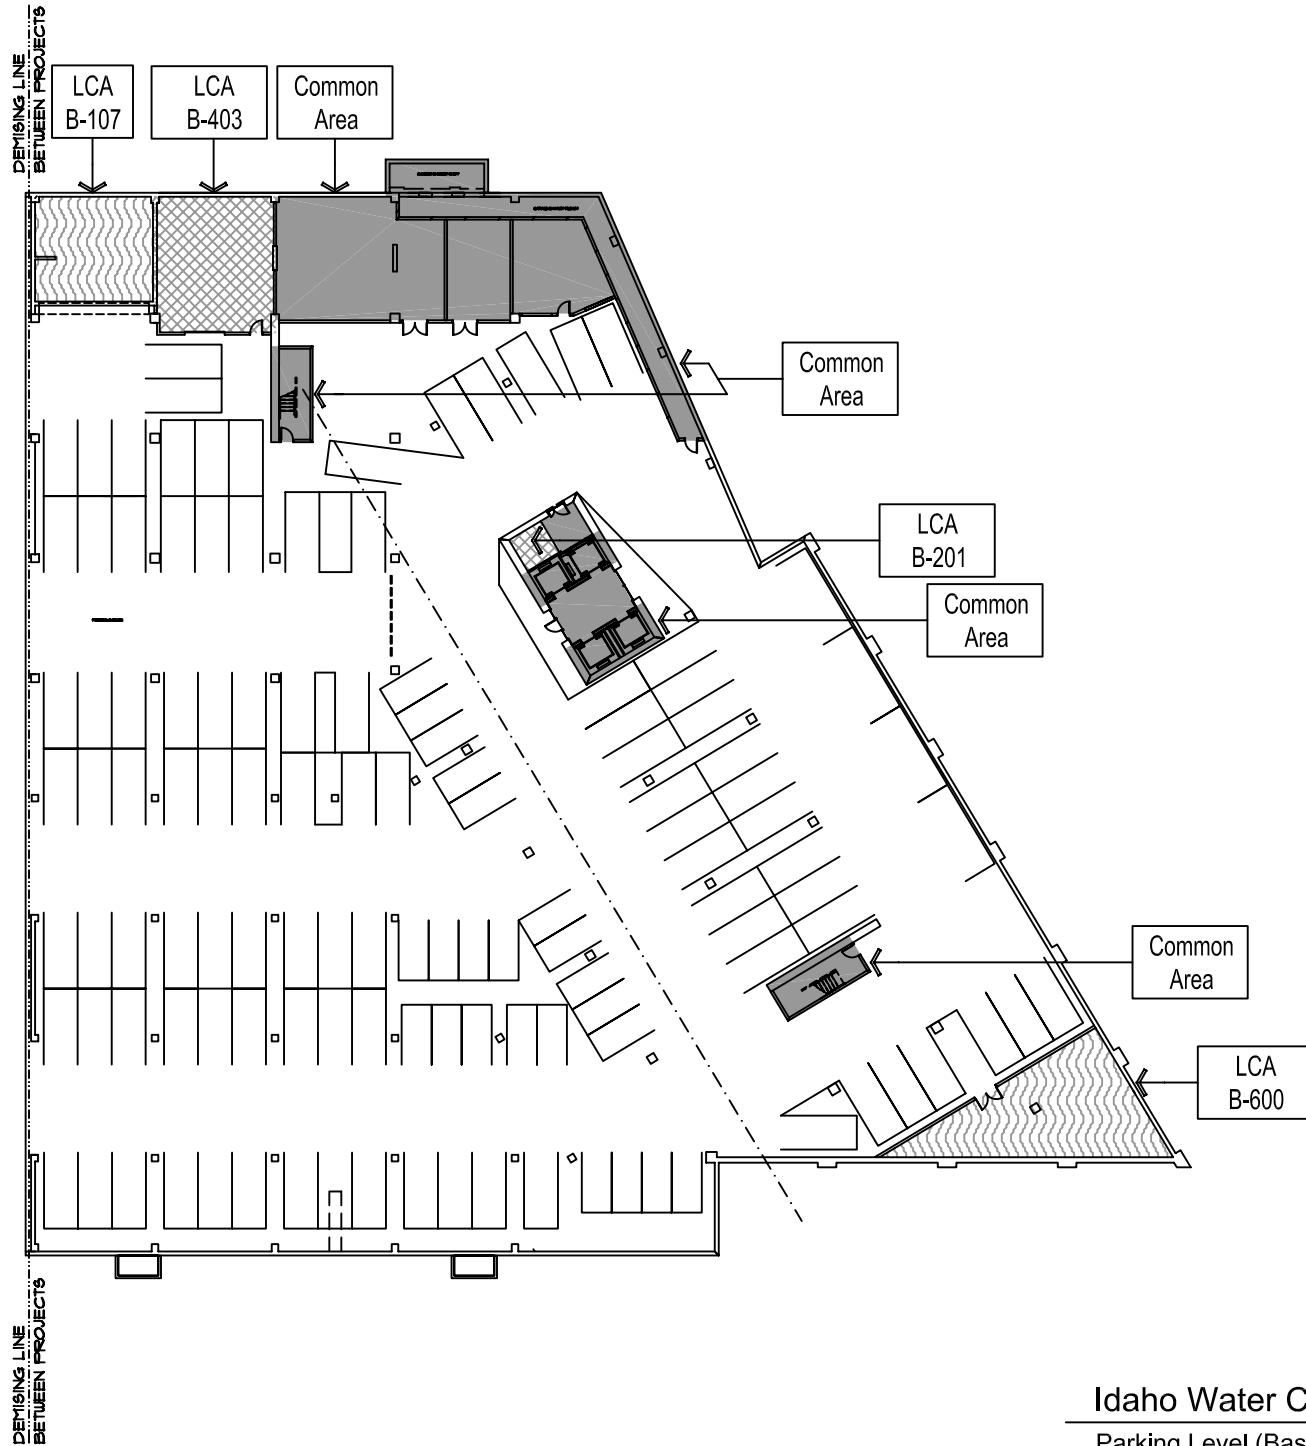 DEMISING LINE
BETWEEN PROJECTS
LCA
B-107
LCA
B-403
Common
Area
Common
Area
LCA
B-201
Common
Area
Common
Area
LCA
B-600
DEMISING LINE
BETWEEN PROJECTS
Idaho Water C
Parking Level (Bas